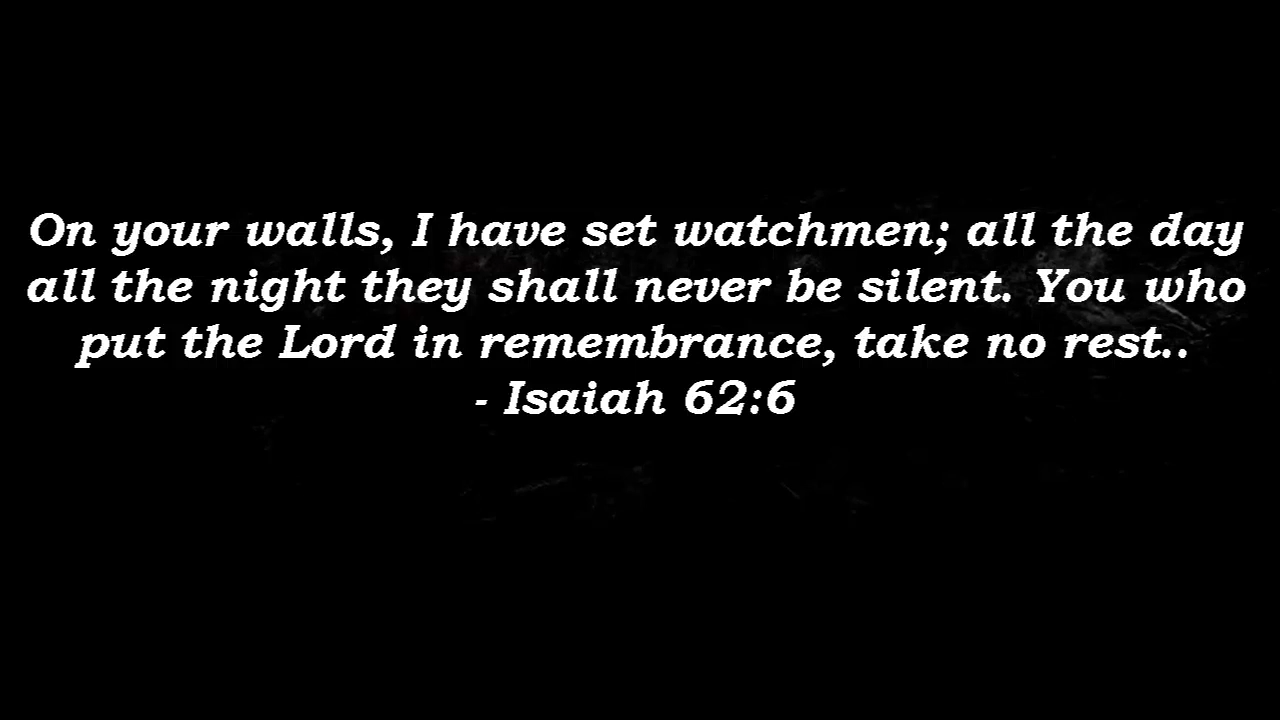 On your walls, I have set watchmen; all the day
all the night they shall never be silent. You who
put the Lord in remembrance, take no rest..
- Isaiah 62:6